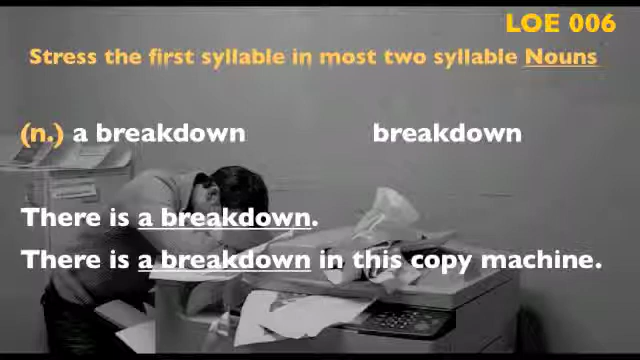 LOE 006
Stress the first syllable in most two syllable Nouns
(n.) a breakdown breakdown
There is a breakdown.
There is a breakdown in this copy machine.